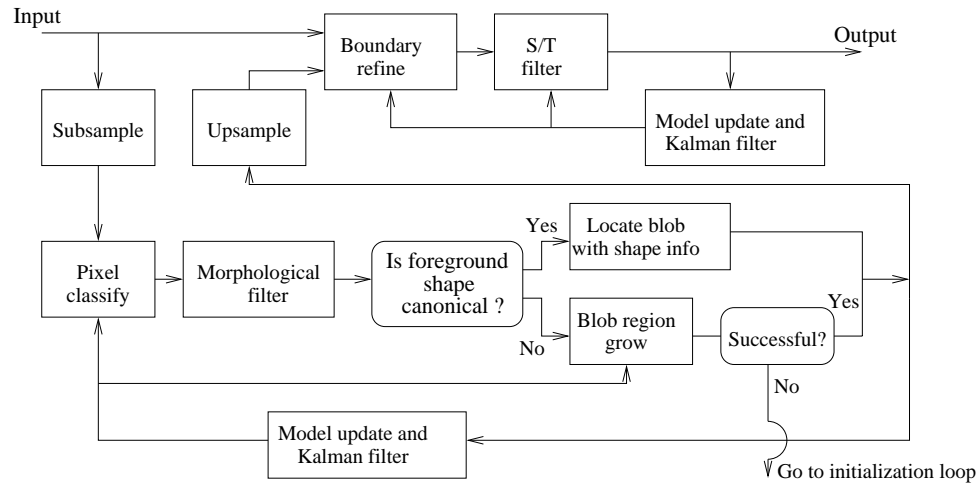 Input
Boundary
refine
S/T
filter
Output
Subsample
Upsample
Model update and
Kalman filter
Pixel
classify
Morphological
filter
Is foreground
shape
canonical ?
Yes
Locate blob
with shape info
No
Blob region
grow
Successful?
Yes
No
Model update and
Kalman filter
Go to initialization loop